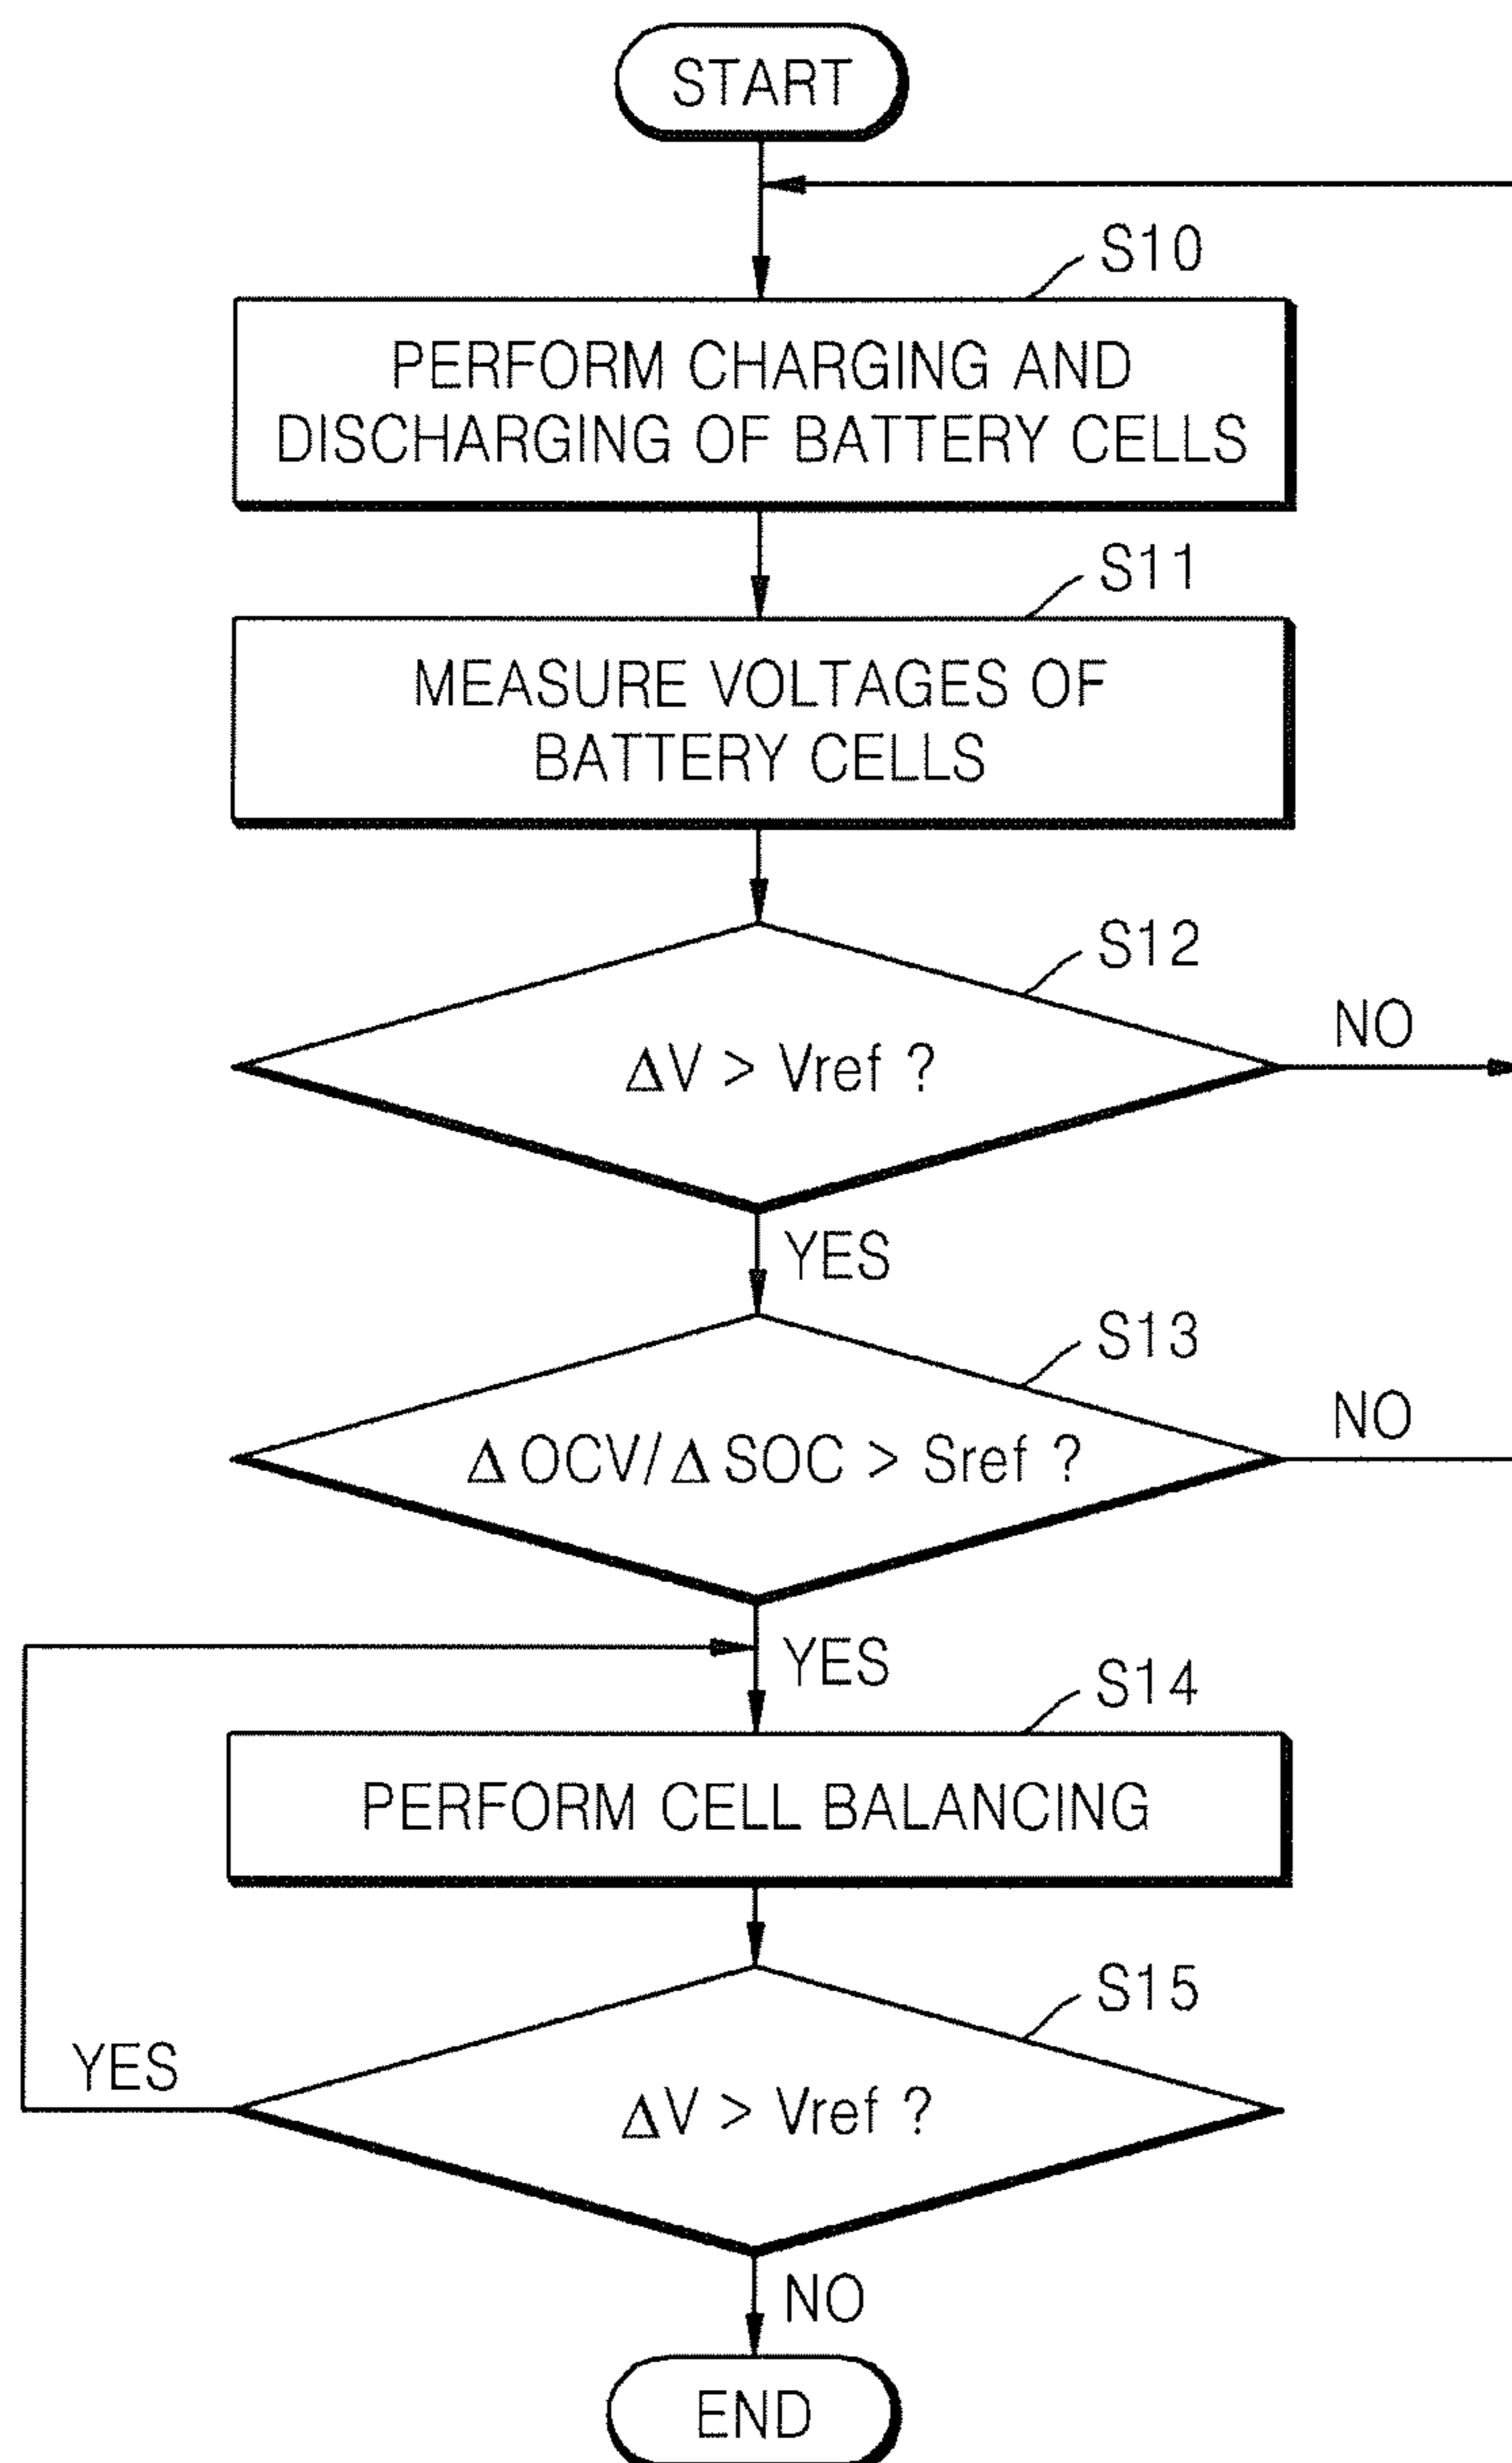 START
S10
PERFORM CHARGING AND
DISCHARGING OF BATTERY CELLS
S11
MEASURE VOLTAGES OF
BATTERY CELLS
S12
ΔV > Vref ?
NO
YES
S13
ΔOCV/ΔSOC > Sref ?
NO
YES
S14
PERFORM CELL BALANCING
S15
YES
ΔV > Vref ?
NO
END